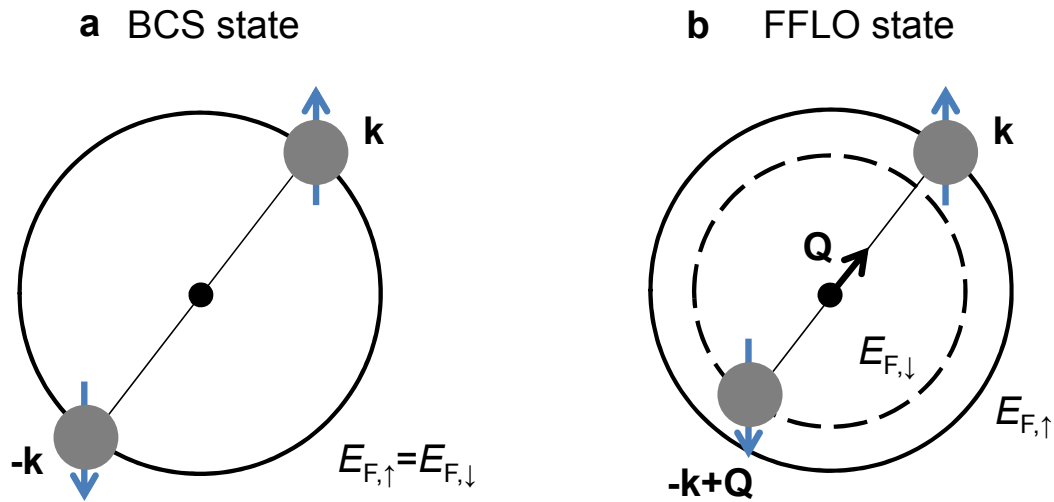 a BCS state
k
-k
E_F,↑=E_F,↓
b FFLO state
k
Q
E_F,↓
E_F,↑
-k+Q